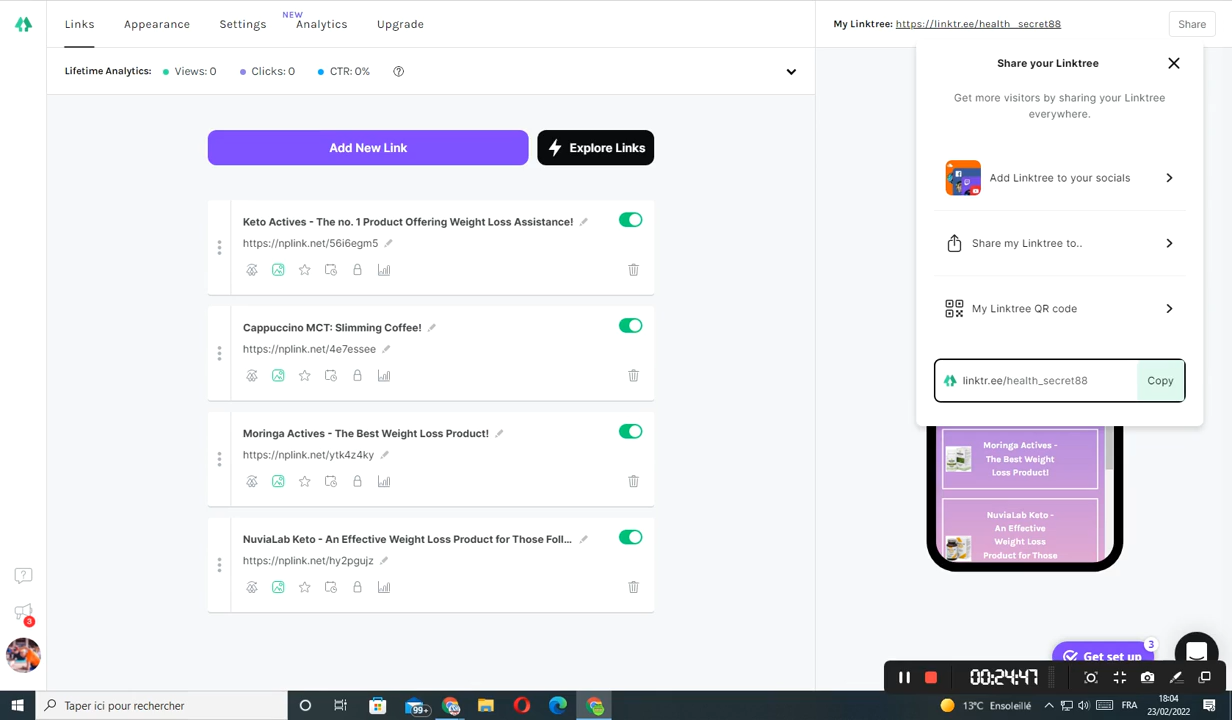 Links
Appearance
Settings
NEW
Analytics
Upgrade
My Linktree: https://linktr.ee/health_secret88
Share
Lifetime Analytics:
Views: 0
Clicks: 0
CTR: 0%
Share your Linktree
Get more visitors by sharing your Linktree
everywhere.
Add New Link
Explore Links
Add Linktree to your socials
Share my Linktree to..
My Linktree QR code
linktr.ee/health_secret88
Copy
Keto Actives - The no. 1 Product Offering Weight Loss Assistance!
https://nplink.net/56i6egm5
Cappuccino MCT: Slimming Coffee!
https://nplink.net/4e7essee
Moringa Actives - The Best Weight Loss Product!
https://nplink.net/ytk4z4ky
NuviaLab Keto - An Effective Weight Loss Product for Those Foll...
https://nplink.net/hy2pgujz
Moringa Actives -
The Best Weight
Loss Product!
NuviaLab Keto -
An Effective
Weight Loss
Product for Those
3
Get set up
3
00:24:47
Taper ici pour rechercher
99+
13°C Ensoleillé
FRA
18:04
23/02/2022